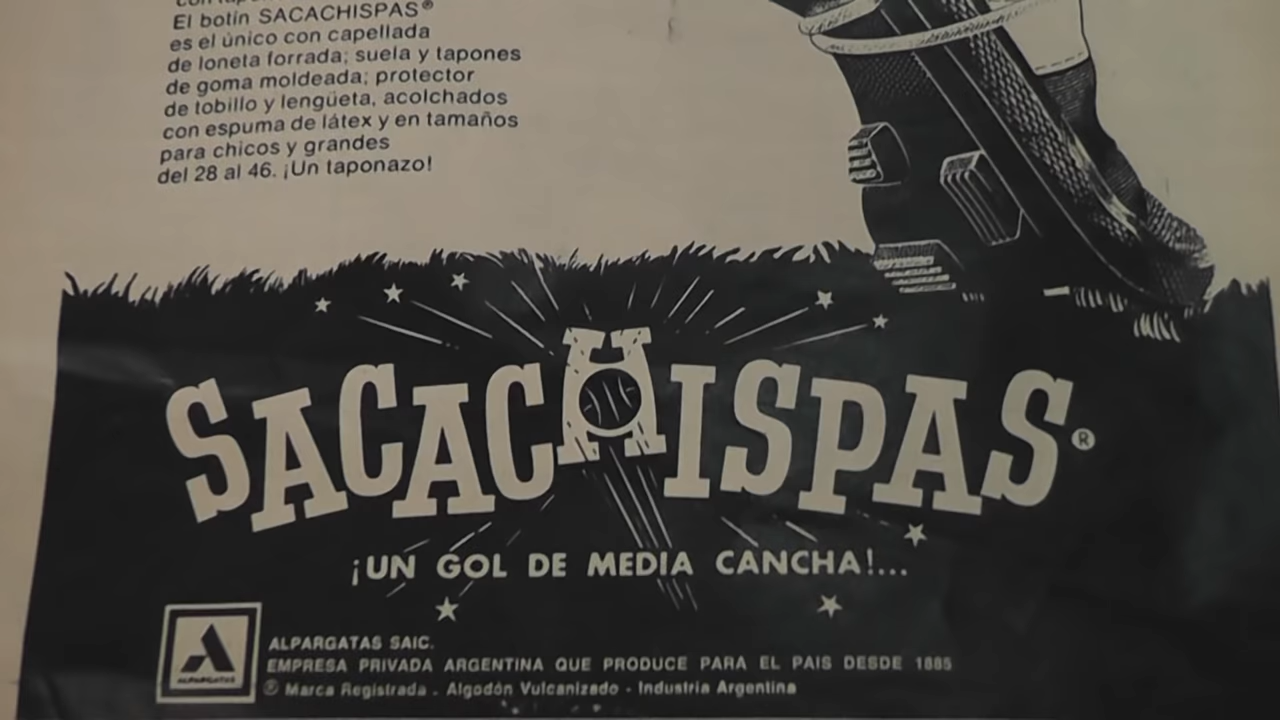 El botín SACACHISPAS®
es el único con capellada
de loneta forrada; suela y tapones
de goma moldeada; protector
de tobillo y lengüeta, acolchados
con espuma de látex y en tamaños
para chicos y grandes
del 28 al 46. ¡Un taponazo!
SACACHISPAS®
¡UN GOL DE MEDIA CANCHA!...
ALPARGATAS
ALPARGATAS SAIC.
EMPRESA PRIVADA ARGENTINA QUE PRODUCE PARA EL PAIS DESDE 1885
® Marca Registrada . Algodón Vulcanizado - Industria Argentina